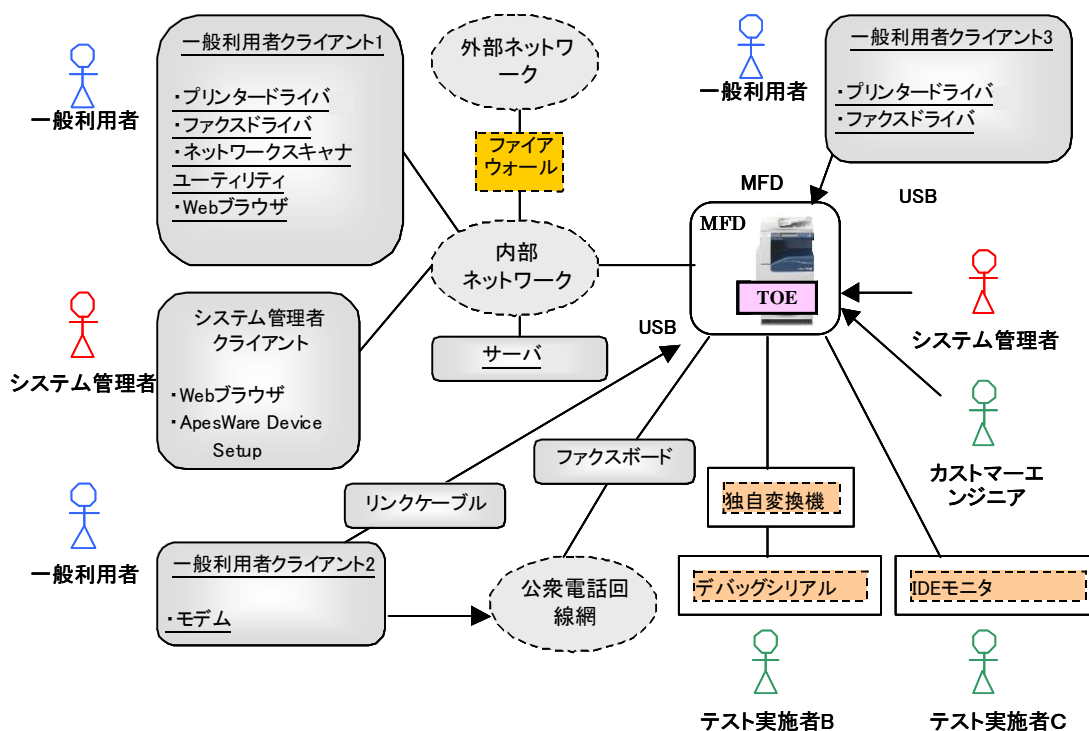 一般利用者
一般利用者クライアント1
・プリンタードライバ
・ファクスドライバ
・ネットワークスキャナ
ユーティリティ
・Webブラウザ
外部ネットワ
ーク
ファイア
ウォール
内部
ネットワーク
サーバ
一般利用者
一般利用者クライアント3
・プリンタードライバ
・ファクスドライバ
MFD
USB
MFD
TOE
システム管理者
システム管理者
クライアント
・Webブラウザ
・ApesWare Device
Setup
USB
システム管理者
カストマーエ
ンジニア
ファクスボード
リンクケーブル
独自変換機
一般利用者
一般利用者クライアント2
・モデム
公衆電話回
線網
デバッグシリアル
IDEモニタ
テスト実施者B
テスト実施者C